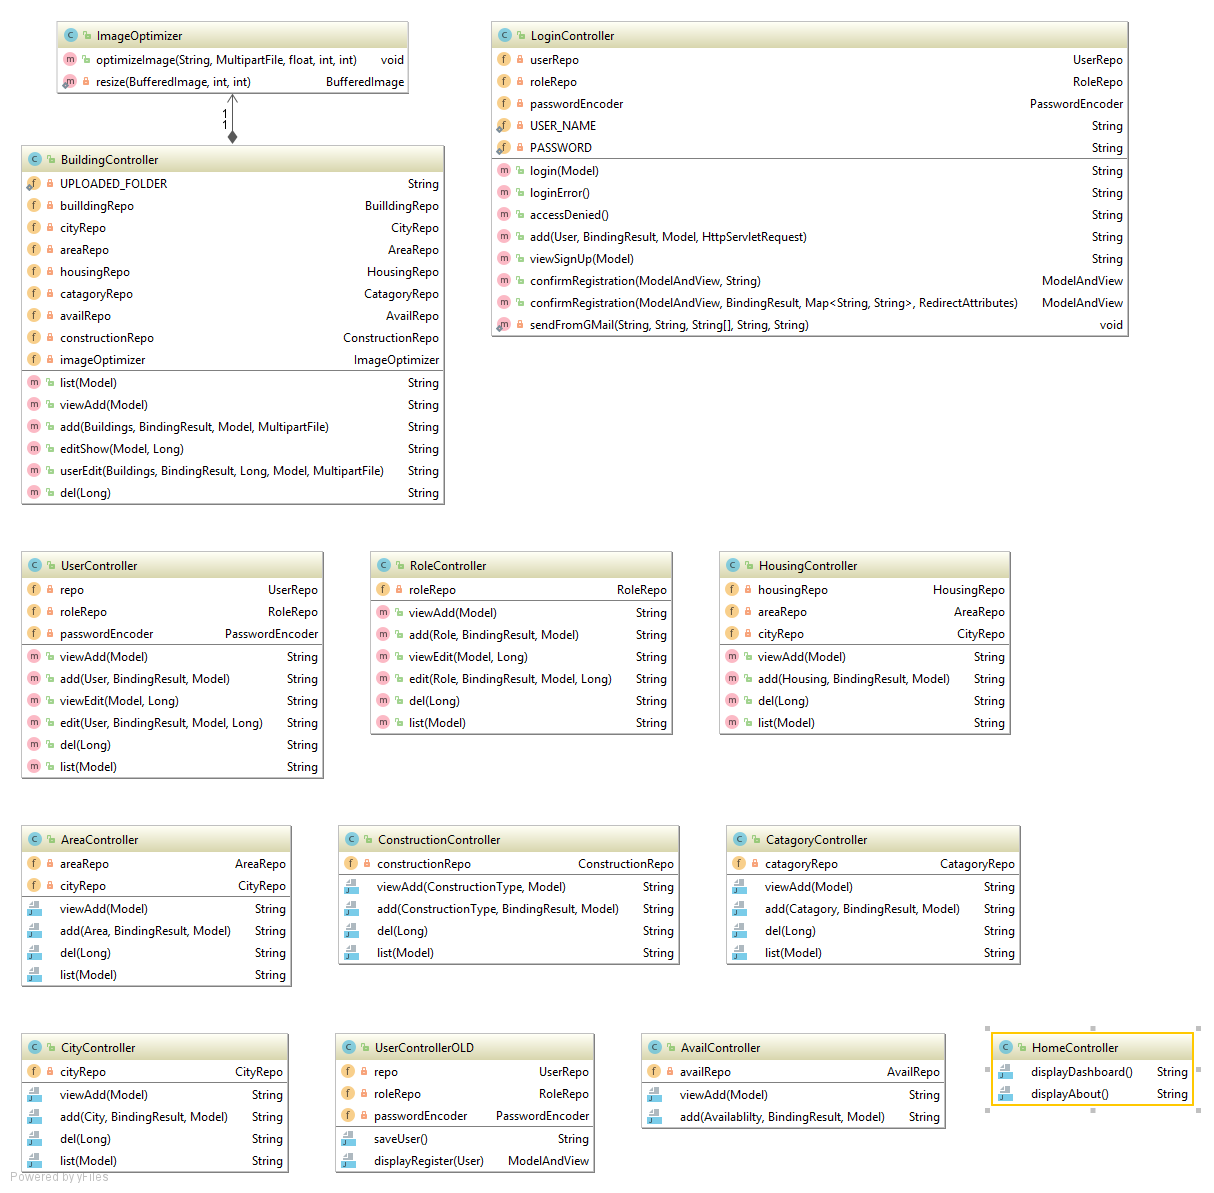 ImageOptimizer
optimizeImage(String, MultipartFile, float, int, int) void
resize(BufferedImage, int, int) BufferedImage
1
1
BuildingController
UPLOADED_FOLDER String
builldingRepo BuilldingRepo
cityRepo CityRepo
areaRepo AreaRepo
housingRepo HousingRepo
catagoryRepo CatagoryRepo
availRepo AvailRepo
constructionRepo ConstructionRepo
imageOptimizer ImageOptimizer
list(Model) String
viewAdd(Model) String
add(Buildings, BindingResult, Model, MultipartFile) String
editShow(Model, Long) String
userEdit(Buildings, BindingResult, Long, Model, MultipartFile) String
del(Long) String
LoginController
userRepo UserRepo
roleRepo RoleRepo
passwordEncoder PasswordEncoder
USER_NAME String
PASSWORD String
login(Model) String
loginError() String
accessDenied() String
add(User, BindingResult, Model, HttpServletRequest) String
viewSignUp(Model) String
confirmRegistration(ModelAndView, String) ModelAndView
confirmRegistration(ModelAndView, BindingResult, Map<String, String>, RedirectAttributes) ModelAndView
sendFromGMail(String, String, String[], String, String) void
UserController
repo UserRepo
roleRepo RoleRepo
passwordEncoder PasswordEncoder
viewAdd(Model) String
add(User, BindingResult, Model) String
viewEdit(Model, Long) String
edit(User, BindingResult, Model, Long) String
del(Long) String
list(Model) String
RoleController
roleRepo RoleRepo
viewAdd(Model) String
add(Role, BindingResult, Model) String
viewEdit(Model, Long) String
edit(Role, BindingResult, Model, Long) String
del(Long) String
list(Model) String
HousingController
housingRepo HousingRepo
areaRepo AreaRepo
cityRepo CityRepo
viewAdd(Model) String
add(Housing, BindingResult, Model) String
del(Long) String
list(Model) String
AreaController
areaRepo AreaRepo
cityRepo CityRepo
viewAdd(Model) String
add(Area, BindingResult, Model) String
del(Long) String
list(Model) String
ConstructionController
constructionRepo ConstructionRepo
viewAdd(ConstructionType, Model) String
add(ConstructionType, BindingResult, Model) String
del(Long) String
list(Model) String
CatagoryController
catagoryRepo CatagoryRepo
viewAdd(Model) String
add(Catagory, BindingResult, Model) String
del(Long) String
list(Model) String
CityController
cityRepo CityRepo
viewAdd(Model) String
add(City, BindingResult, Model) String
del(Long) String
list(Model) String
UserControllerOLD
repo UserRepo
roleRepo RoleRepo
passwordEncoder PasswordEncoder
saveUser() String
displayRegister(User) ModelAndView
AvailController
availRepo AvailRepo
viewAdd(Model) String
add(Availablilty, BindingResult, Model) String
HomeController
displayDashboard() String
displayAbout() String
Powered by yFiles